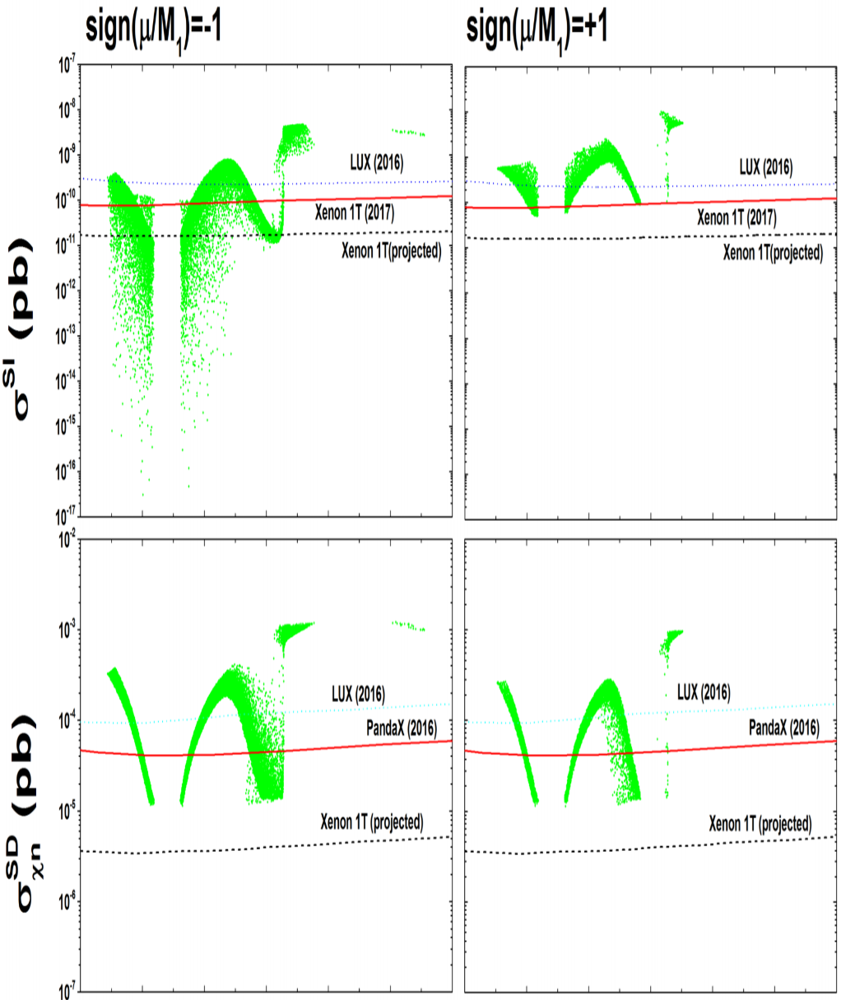 sign(μ/M₁)=-1
sign(μ/M₁)=+1
σ^SI (pb)
10^-7
10^-8
10^-9
10^-10
10^-11
10^-12
10^-13
10^-14
10^-15
10^-16
10^-17
LUX (2016)
Xenon 1T (2017)
Xenon 1T(projected)
LUX (2016)
Xenon 1T (2017)
Xenon 1T(projected)
σ^SD_χn (pb)
10^-2
10^-3
10^-4
10^-5
10^-6
10^-7
LUX (2016)
PandaX (2016)
Xenon 1T (projected)
LUX (2016)
PandaX (2016)
Xenon 1T (projected)